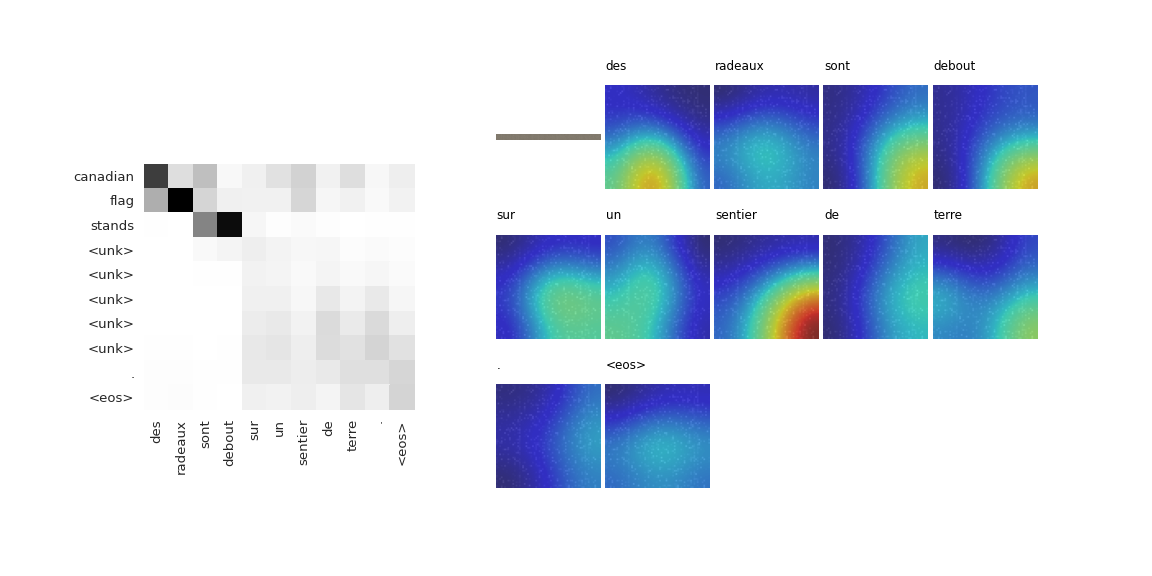 canadian
flag
stands
<unk>
<unk>
<unk>
<unk>
<unk>
.
<eos>
des radeaux sont debout sur un sentier de terre . <eos>
des radeaux sont debout
sur un sentier de terre
. <eos>